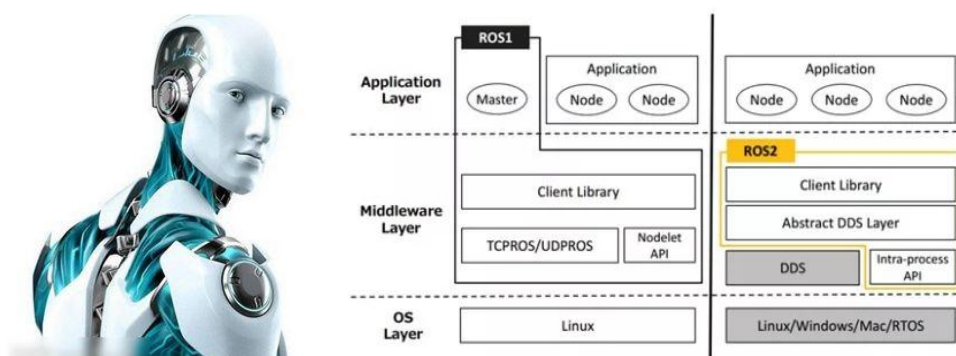 ROS1
Application Layer
Master
Application
Node
Node
Application
Node
Node
Node
Middleware Layer
Client Library
TCPROS/UDPROS
Nodelet API
ROS2
Client Library
Abstract DDS Layer
DDS
Intra-process API
OS Layer
Linux
Linux/Windows/Mac/RTOS